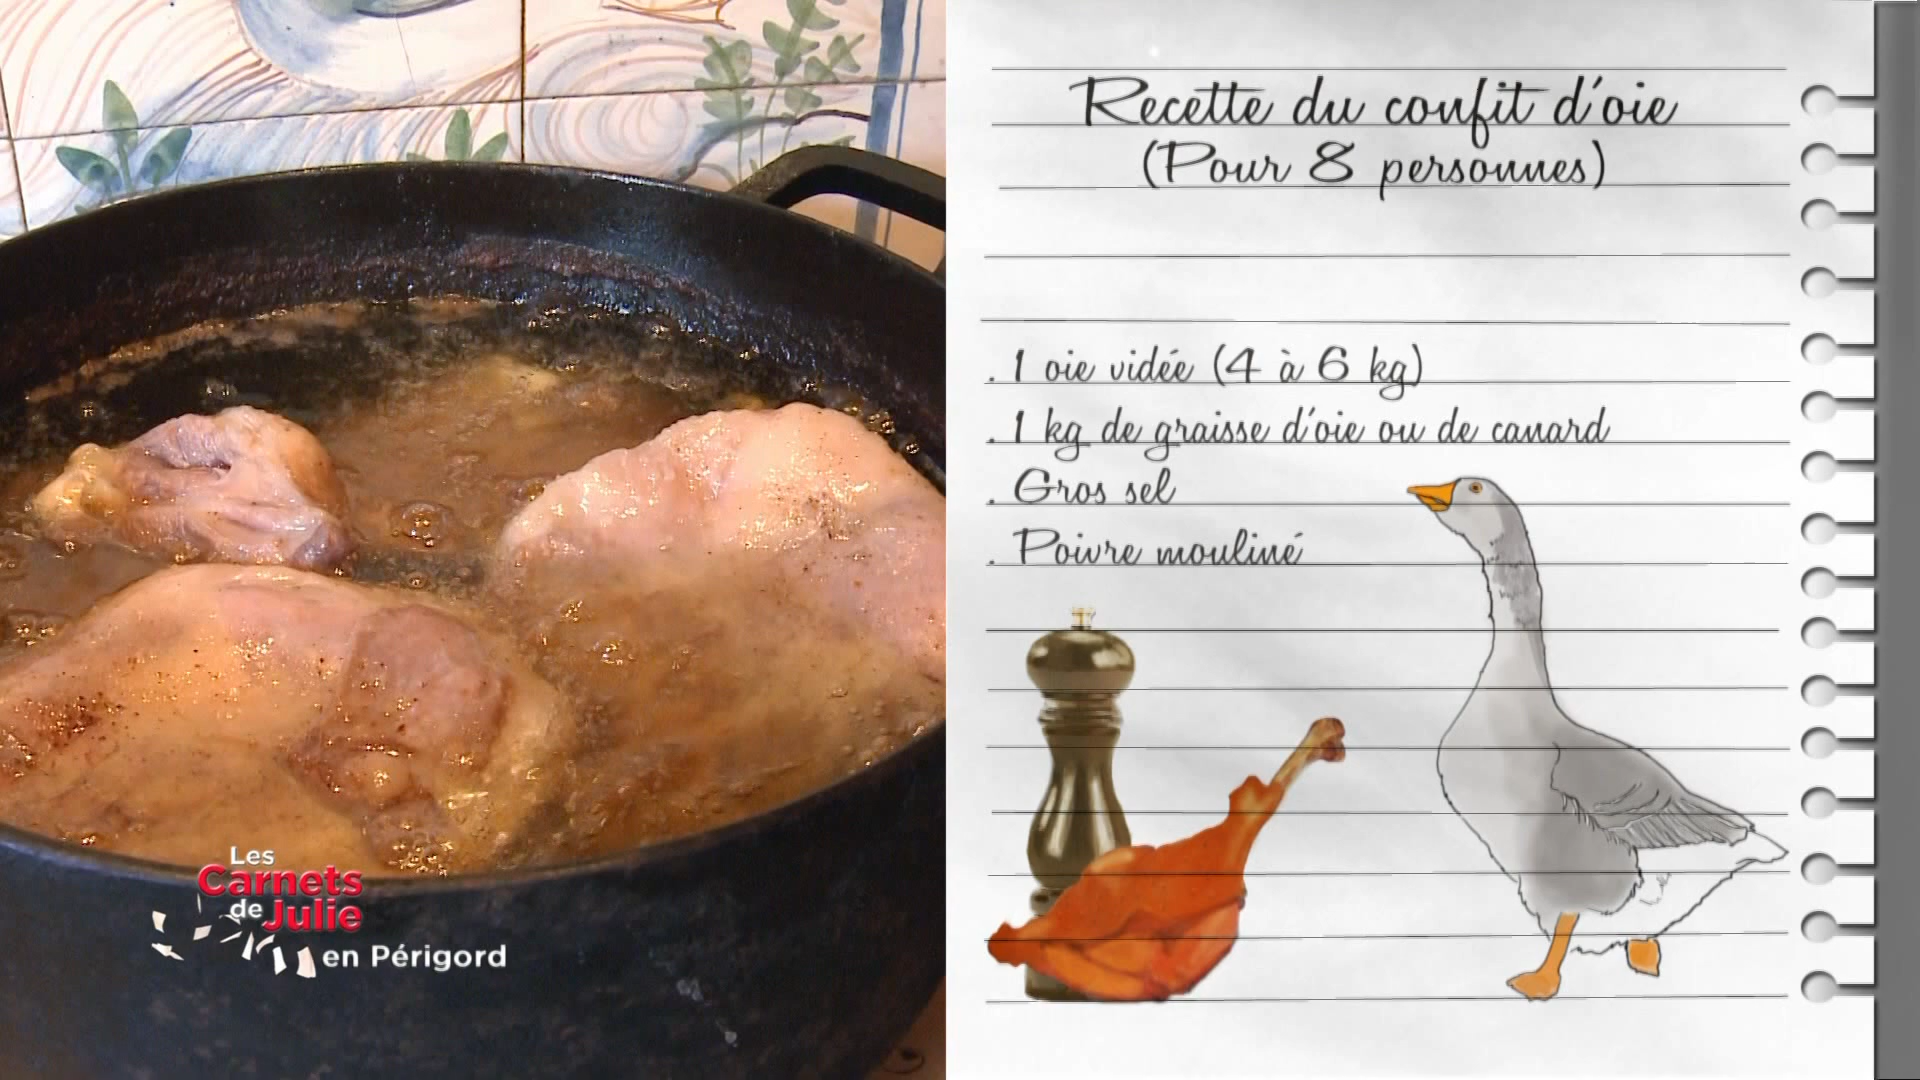 Recette du confit d'oie
(Pour 8 personnes)
. 1 oie vidée (4 à 6 kg)
. 1 kg de graisse d'oie ou de canard
. Gros sel
. Poivre mouliné
Les
Carnets
de Julie
en Périgord